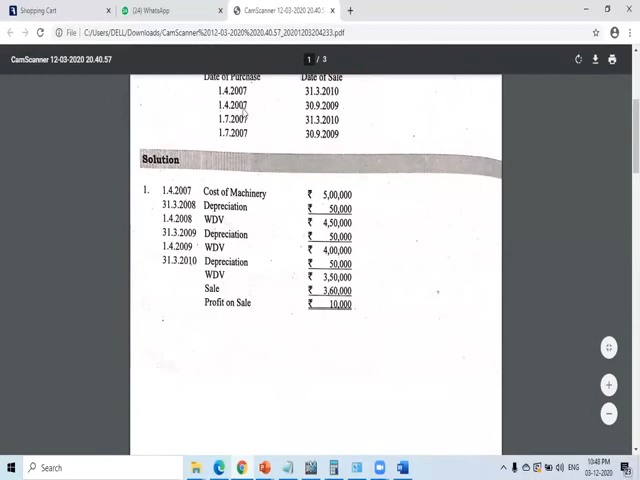 Shopping Cart
(24) WhatsApp
CamScanner 12-03-2020 20.40.5
File
C:/Users/DELL/Downloads/CamScanner%2012-03-2020%2020.40.57_20201203204233.pdf
CamScanner 12-03-2020 20.40.57
1 / 3
Date of Purchase Date of Sale
1.4.2007 31.3.2010
1.4.2007 30.9.2009
1.7.2007 31.3.2010
1.7.2007 30.9.2009
Solution
1. 1.4.2007 Cost of Machinery ₹ 5,00,000
31.3.2008 Depreciation ₹ 50,000
1.4.2008 WDV ₹ 4,50,000
31.3.2009 Depreciation ₹ 50,000
1.4.2009 WDV ₹ 4,00,000
31.3.2010 Depreciation ₹ 50,000
WDV ₹ 3,50,000
Sale ₹ 3,60,000
Profit on Sale ₹ 10,000
Search
ENG
10:48 PM
03-12-2020